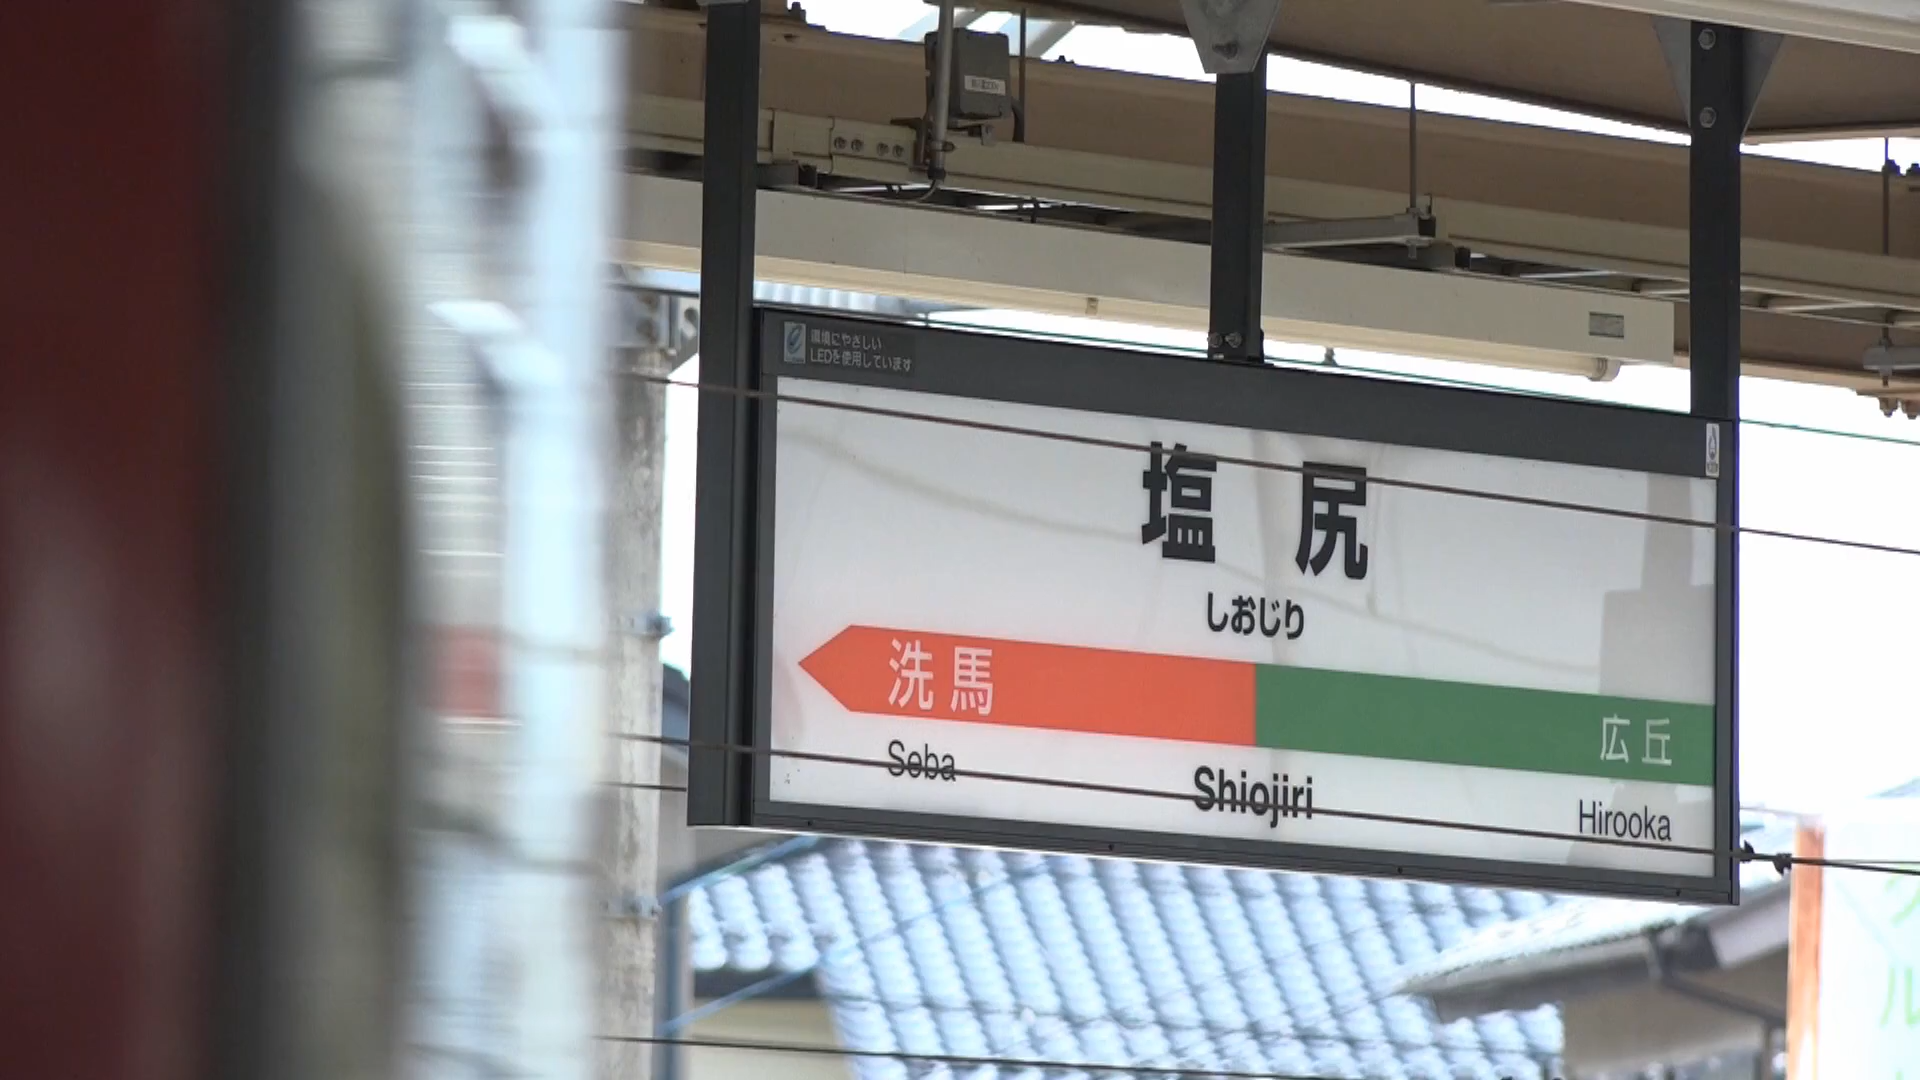 環境にやさしい
LEDを使用しています
塩尻
しおじり
洗馬
広丘
Seba
Shiojiri
Hirooka